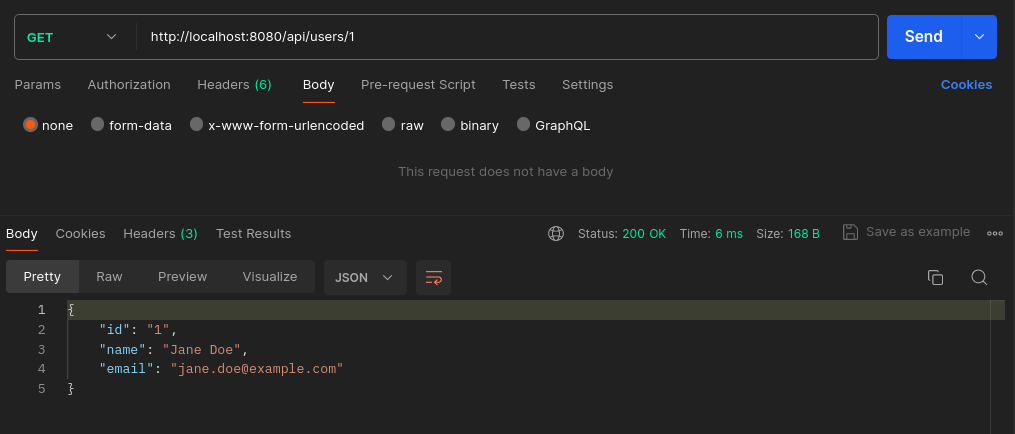 GET http://localhost:8080/api/users/1 Send
Params Authorization Headers (6) Body Pre-request Script Tests Settings Cookies
none form-data x-www-form-urlencoded raw binary GraphQL
This request does not have a body
Body Cookies Headers (3) Test Results Status: 200 OK Time: 6 ms Size: 168 B Save as example
Pretty Raw Preview Visualize JSON
1 {
2 "id": "1",
3 "name": "Jane Doe",
4 "email": "jane.doe@example.com"
5 }